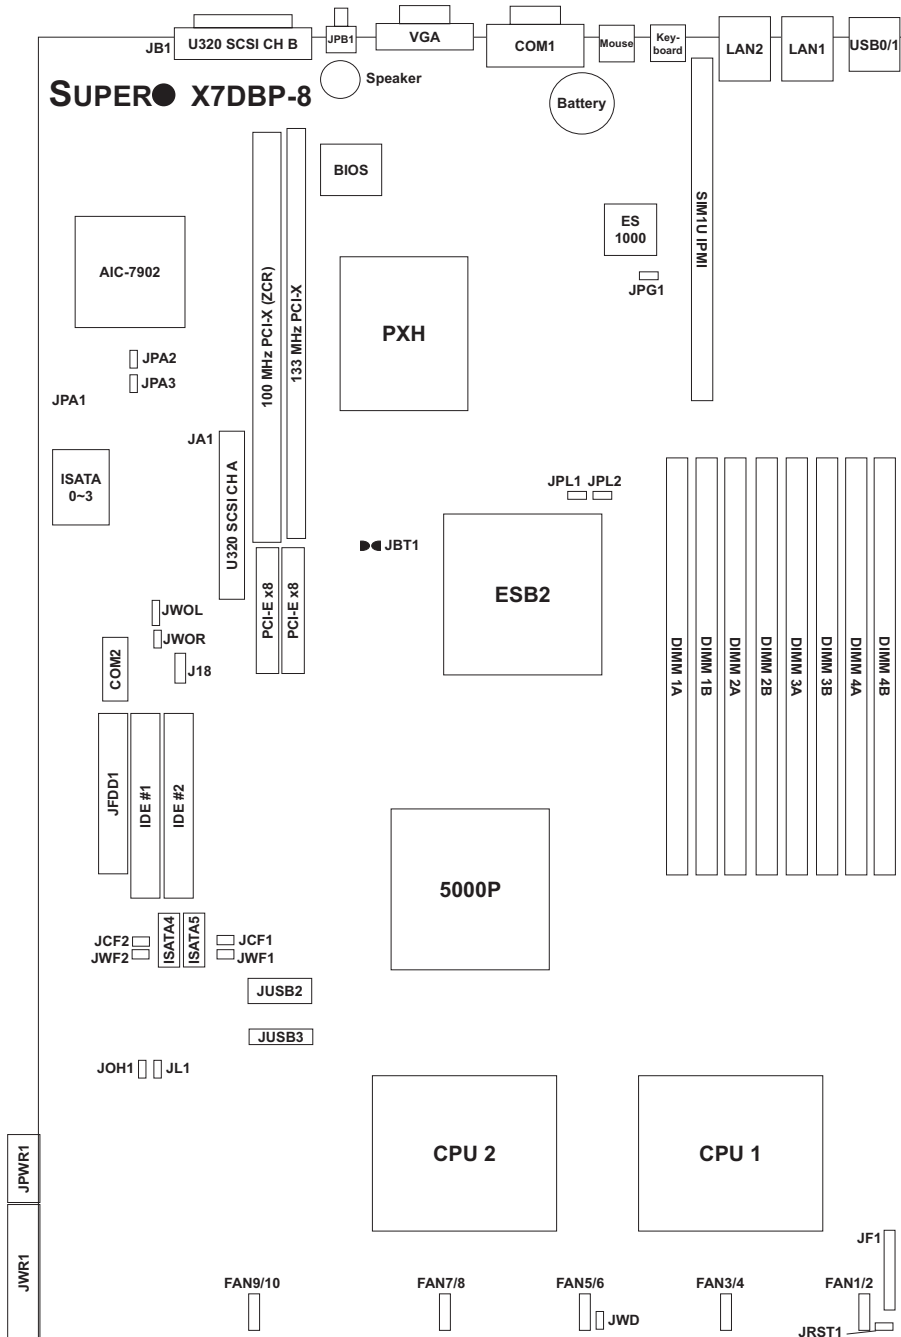 JB1
U320 SCSI CH B
JPB1
VGA
COM1
Mouse
Key-
board
LAN2
LAN1
USB0/1
SUPER X7DBP-8
Speaker
Battery
BIOS
100 MHz PCI-X (ZCR)
133 MHz PCI-X
SIM1U IPMI
ES
1000
JPG1
AIC-7902
PXH
JPA2
JPA3
JPA1
JA1
U320 SCSI CH A
ISATA
0~3
JPL1
JPL2
JBT1
ESB2
PCI-E x8
PCI-E x8
JWOL
JWOR
J18
COM2
DIMM 1A
DIMM 1B
DIMM 2A
DIMM 2B
DIMM 3A
DIMM 3B
DIMM 4A
DIMM 4B
JFDD1
IDE #1
IDE #2
5000P
JCF2
JWF2
ISATA4
ISATA5
JCF1
JWF1
JUSB2
JUSB3
JOH1
JL1
CPU 2
CPU 1
JPWR1
JWR1
JF1
FAN9/10
FAN7/8
FAN5/6
FAN3/4
FAN1/2
JWD
JRST1